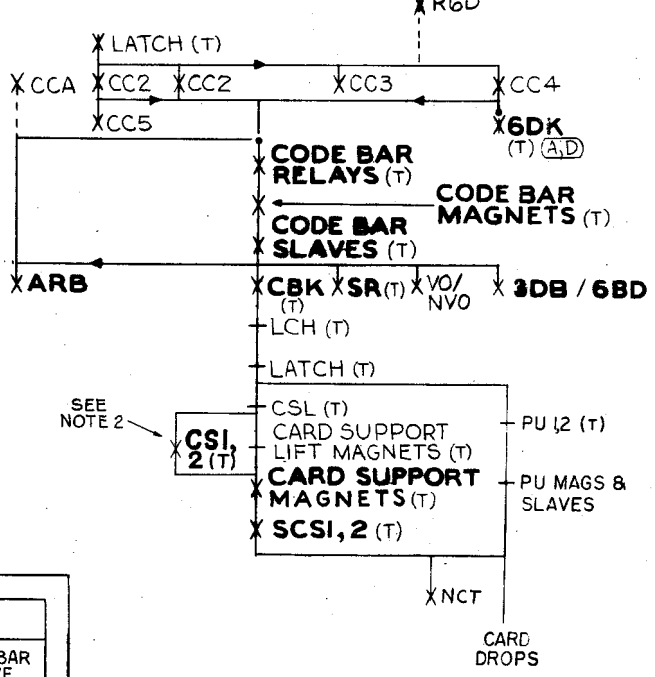 R6D
LATCH (T)
CCA
CC2
CC2
CC3
CC4
CC5
6DK
(T) (A,D)
CODE BAR
RELAYS (T)
CODE BAR
MAGNETS (T)
CODE BAR
SLAVES (T)
ARB
CBK
(T)
SR (T)
VO/
NVO
3DB / 6BD
LCH (T)
LATCH (T)
SEE
NOTE 2
CSL (T)
CARD SUPPORT
LIFT MAGNETS (T)
CS1,
2 (T)
PU 1,2 (T)
CARD SUPPORT
MAGNETS (T)
PU MAGS &
SLAVES
SCS1, 2 (T)
NCT
CARD
DROPS
BAR